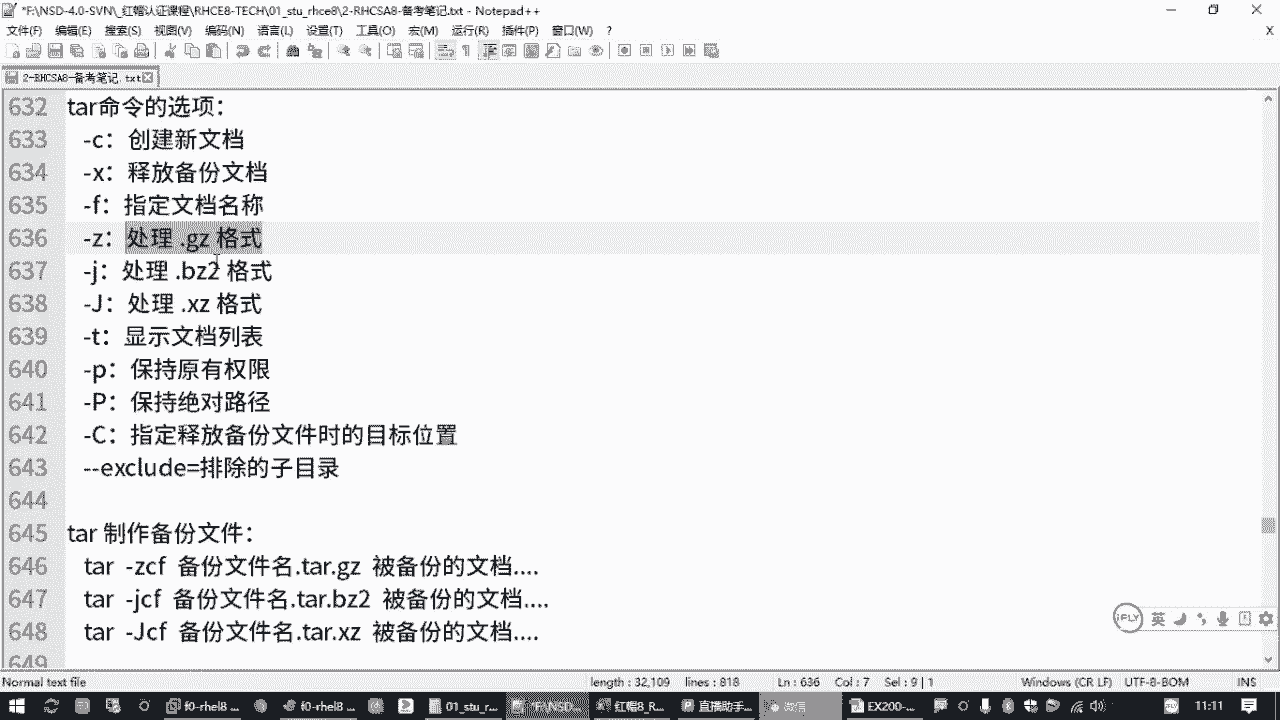 *F:\NSD-4.0-SVN\_红帽认证课程\RHCE8-TECH\01_stu_rhce8\2-RHCSA8-备考笔记.txt - Notepad++
文件(F) 编辑(E) 搜索(S) 视图(V) 编码(N) 语言(L) 设置(T) 工具(O) 宏(M) 运行(R) 插件(P) 窗口(W) ? X
2-RHCSA8-备考笔记.txt
632 tar命令的选项：
633 -c：创建新文档
634 -x：释放备份文档
635 -f：指定文档名称
636 -z：处理 .gz 格式
637 -j：处理 .bz2 格式
638 -J：处理 .xz 格式
639 -t：显示文档列表
640 -p：保持原有权限
641 -P：保持绝对路径
642 -C：指定释放备份文件时的目标位置
643 --exclude=排除的子目录
644
645 tar 制作备份文件：
646 tar -zcf 备份文件名.tar.gz 被备份的文档....
647 tar -jcf 备份文件名.tar.bz2 被备份的文档....
648 tar -Jcf 备份文件名.tar.xz 被备份的文档....
649
iFLY 英
Normal text file length : 32,109 lines : 818 Ln : 636 Col : 7 Sel : 9 | 1 Windows (CR LF) UTF-8-BOM INS
f0-rhel8 ... f0-rhel8 ... 01_stu_r... *F:\NSD... 红帽_R... 直播助手... 微信 EX200-... 11:11